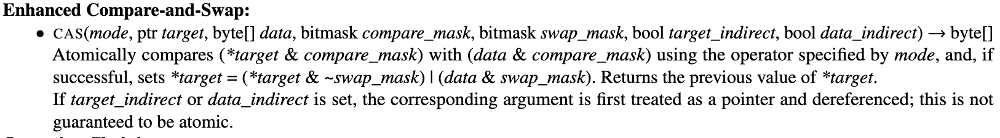 Enhanced Compare-and-Swap:
• CAS(mode, ptr target, byte[] data, bitmask compare_mask, bitmask swap_mask, bool target_indirect, bool data_indirect) → byte[]
Atomically compares (*target & compare_mask) with (data & compare_mask) using the operator specified by mode, and, if
successful, sets *target = (*target & ~swap_mask) | (data & swap_mask). Returns the previous value of *target.
If target_indirect or data_indirect is set, the corresponding argument is first treated as a pointer and dereferenced; this is not
guaranteed to be atomic.